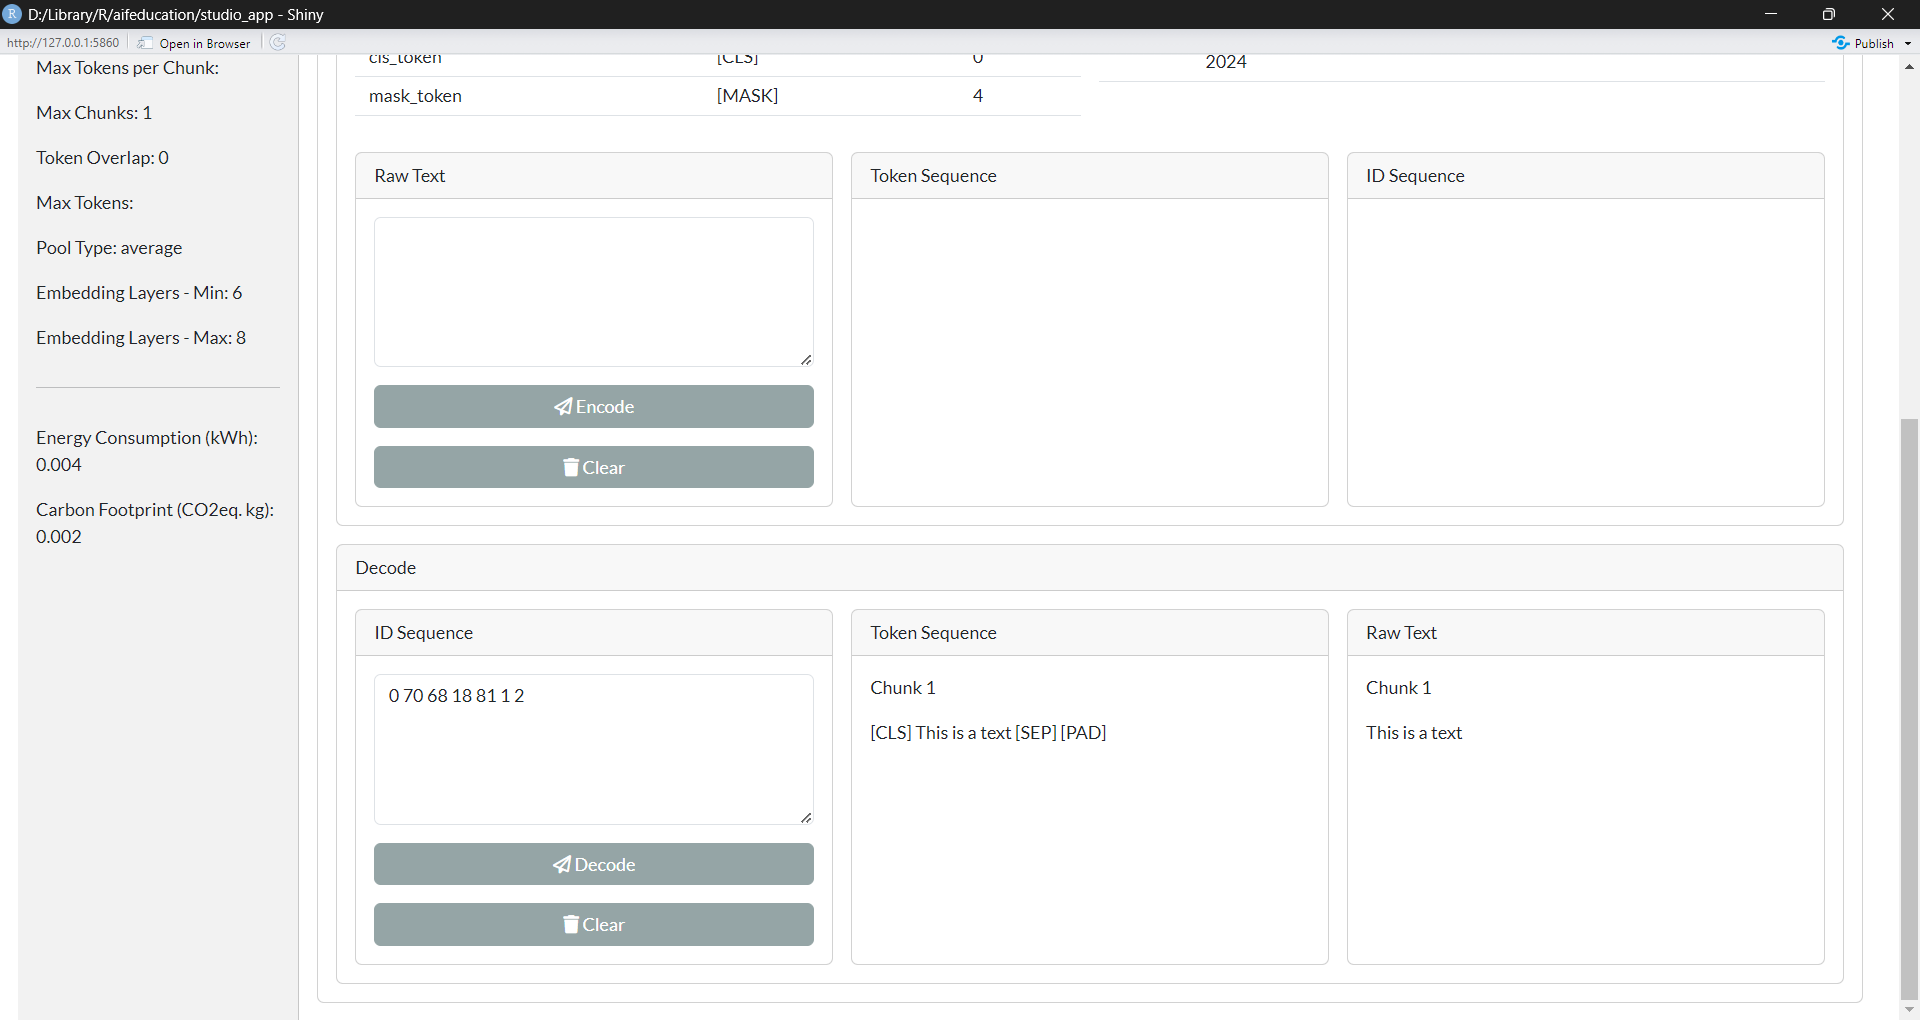 D:/Library/R/aifeducation/studio_app - Shiny
http://127.0.0.1:5860 Open in Browser Publish
Max Tokens per Chunk:
Max Chunks: 1
Token Overlap: 0
Max Tokens:
Pool Type: average
Embedding Layers - Min: 6
Embedding Layers - Max: 8
Energy Consumption (kWh):
0.004
Carbon Footprint (CO2eq. kg):
0.002
cls_token [CLS] 0
mask_token [MASK] 4
2024
Raw Text
Encode
Clear
Token Sequence
ID Sequence
Decode
ID Sequence
0 70 68 18 81 1 2
Decode
Clear
Token Sequence
Chunk 1
[CLS] This is a text [SEP] [PAD]
Raw Text
Chunk 1
This is a text